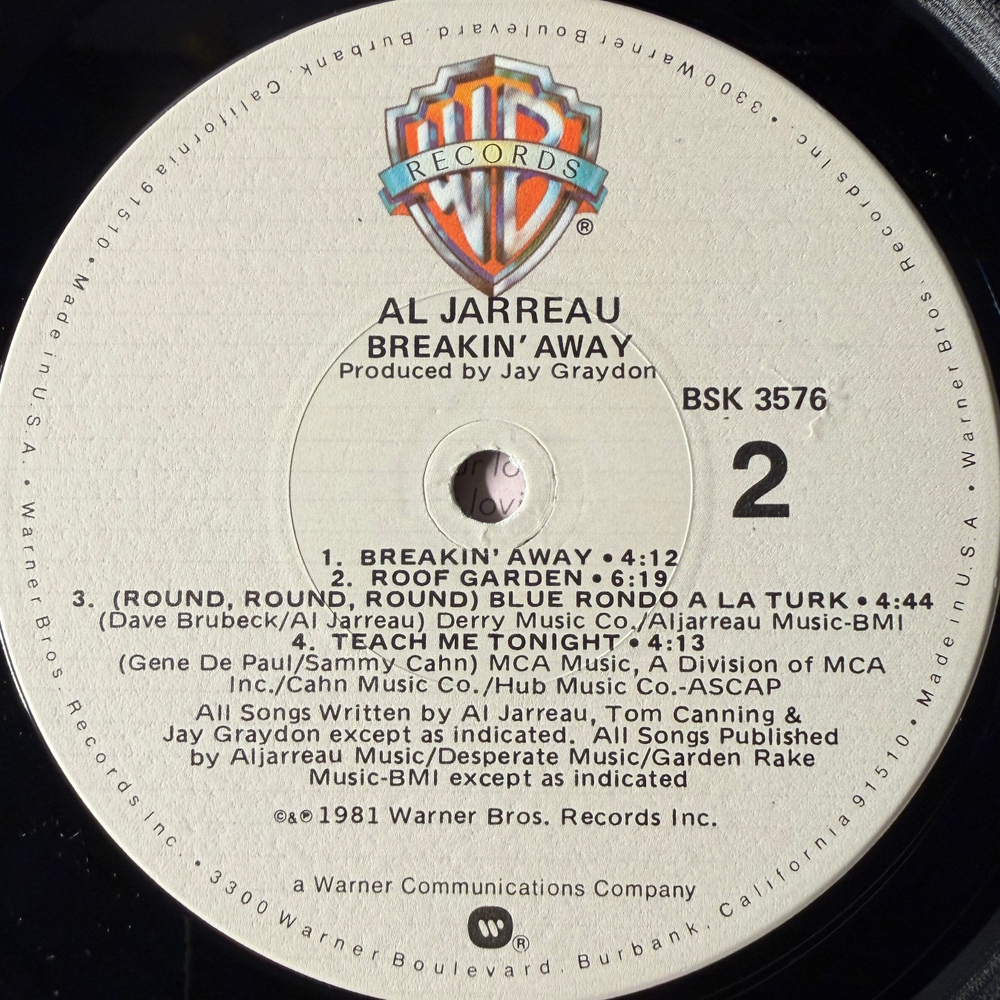 WB
RECORDS
®
AL JARREAU
BREAKIN' AWAY
Produced by Jay Graydon
BSK 3576
2
lovi
1. BREAKIN' AWAY • 4:12
2. ROOF GARDEN • 6:19
3. (ROUND, ROUND, ROUND) BLUE RONDO A LA TURK • 4:44
(Dave Brubeck/Al Jarreau) Derry Music Co./Aljarreau Music-BMI
4. TEACH ME TONIGHT • 4:13
(Gene De Paul/Sammy Cahn) MCA Music, A Division of MCA
Inc./Cahn Music Co./Hub Music Co.-ASCAP
All Songs Written by Al Jarreau, Tom Canning &
Jay Graydon except as indicated. All Songs Published
by Aljarreau Music/Desperate Music/Garden Rake
Music-BMI except as indicated
©&℗ 1981 Warner Bros. Records Inc.
a Warner Communications Company
®
Warner Bros. Records Inc. • 3300 Warner Boulevard. Burbank. California 91510 • Made in U.S.A. • Warner Bros. Records Inc. • 3300 Warner Boulevard. Burbank. California 91510 • Made in U.S.A •